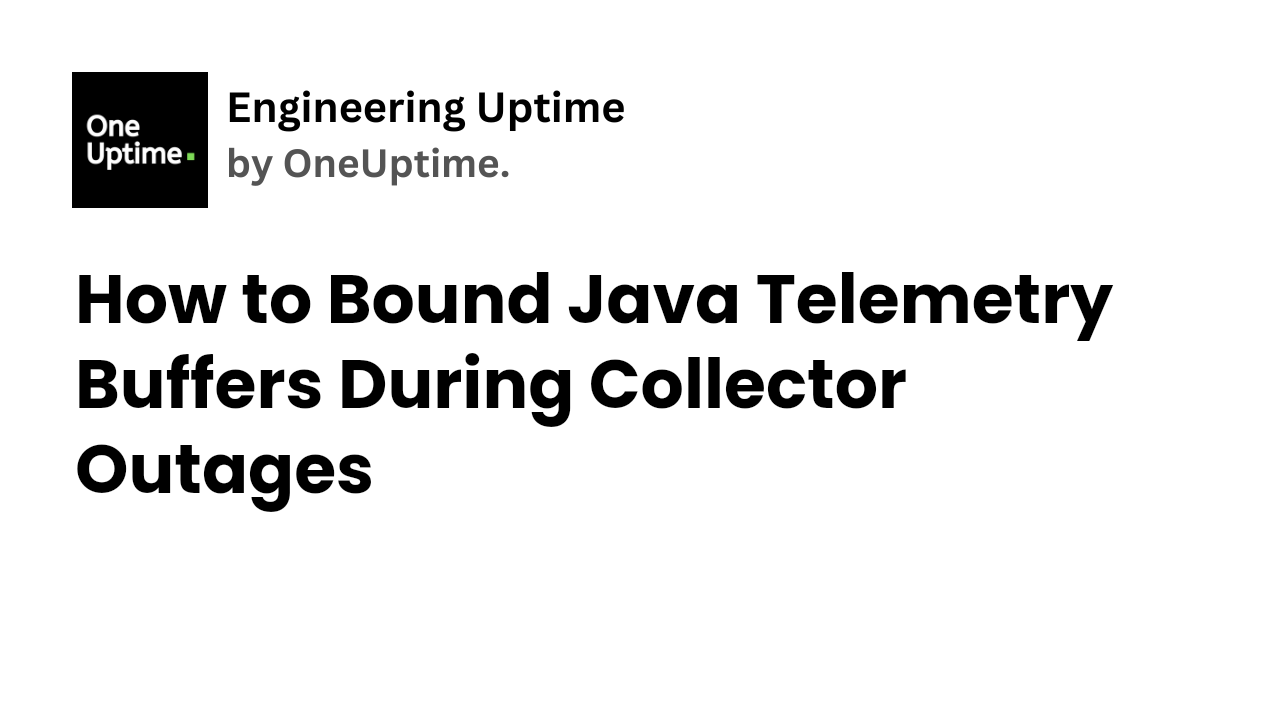 One
Uptime.
Engineering Uptime
by OneUptime.
How to Bound Java Telemetry
Buffers During Collector
Outages